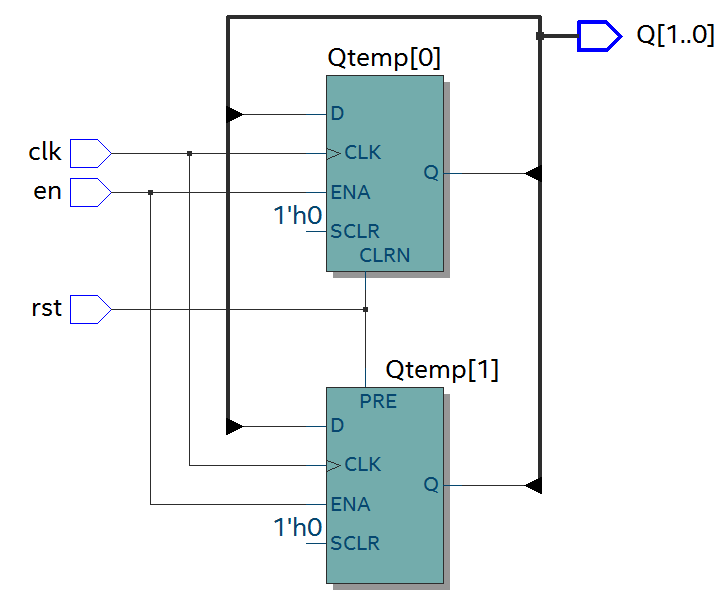 Q[1..0]
Qtemp[0]
D
clk
CLK
Q
en
ENA
1'h0
SCLR
CLRN
rst
Qtemp[1]
PRE
D
CLK
Q
ENA
1'h0
SCLR